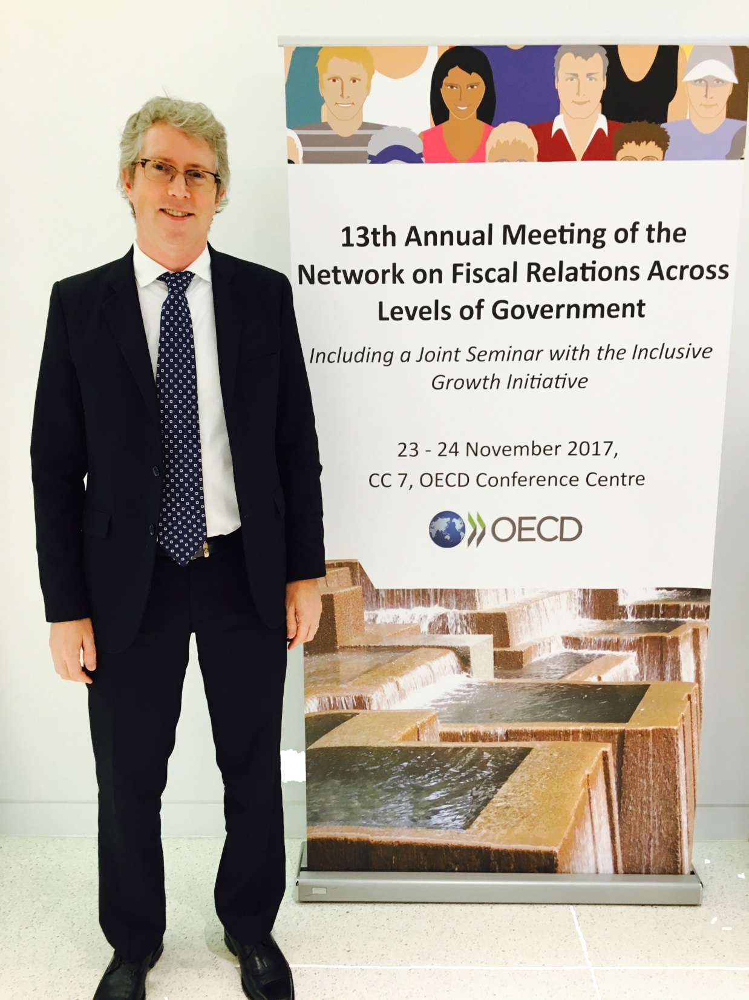 13th Annual Meeting of the
Network on Fiscal Relations Across
Levels of Government
Including a Joint Seminar with the Inclusive
Growth Initiative
23 - 24 November 2017,
CC 7, OECD Conference Centre
OECD